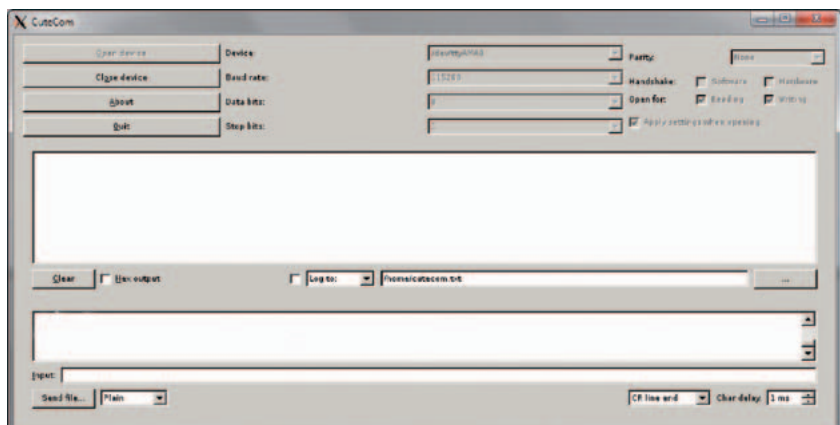 CuteCom
Open device
Device:
Parity:
None
Close device
Baud rate:
115200
Handshake:
Software
Hardware
About
Data bits:
8
Open for:
Reading
Writing
Quit
Stop bits:
Apply settings when opening
Clear
Hex output
Log to:
/home/cutecom.txt
...
Input:
Send file...
Plain
CR line end
Char delay:
1 ms